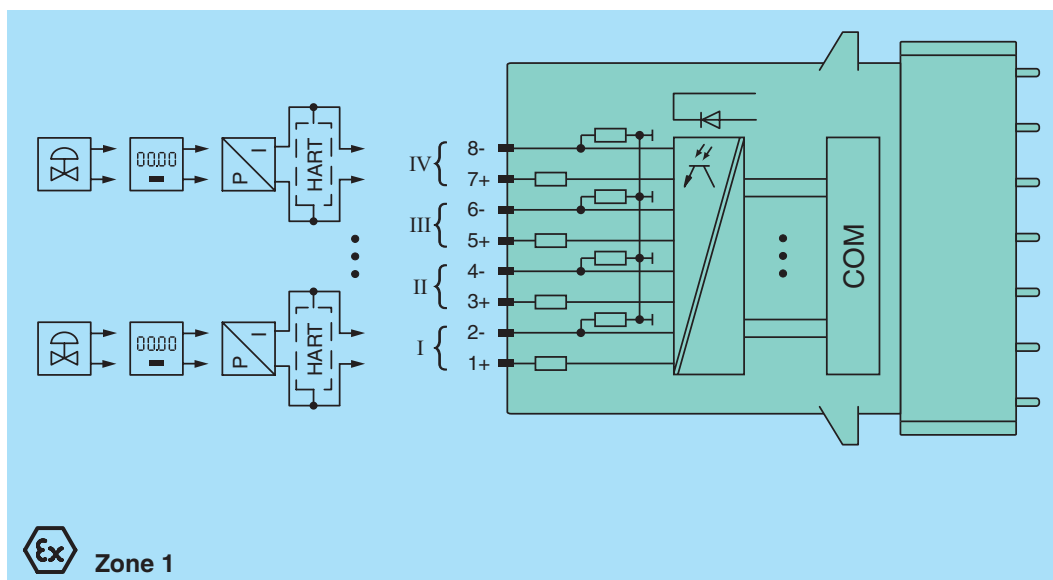 00.00
P I
HART
IV
8-
7+
III
6-
5+
II
4-
3+
I
2-
1+
COM
00.00
P I
HART
Ex
Zone 1